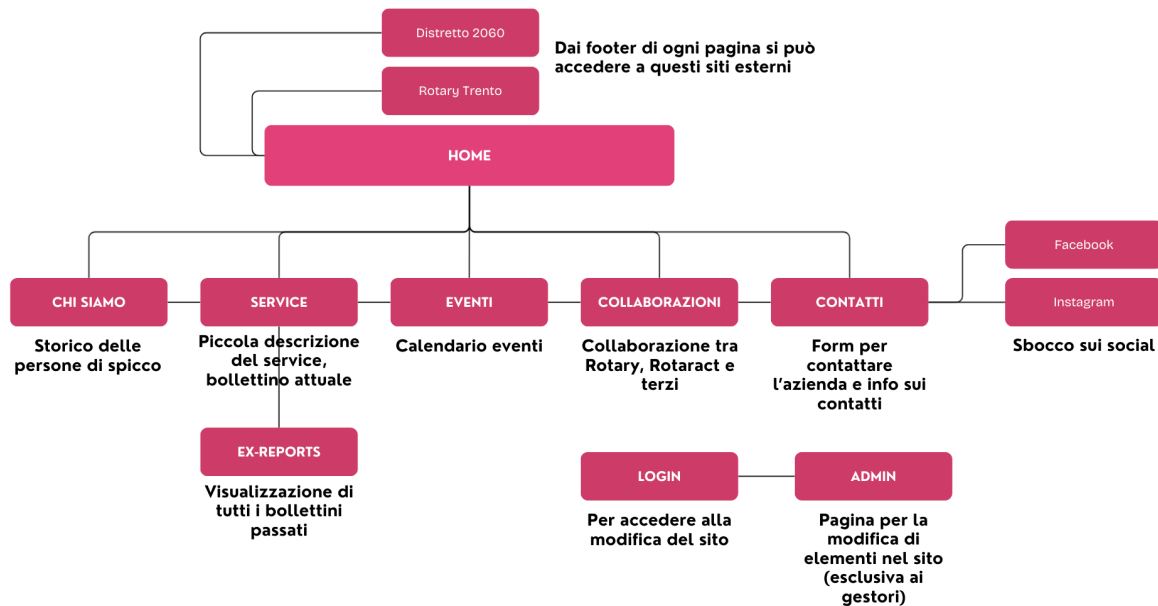 Distretto 2060
Dai footer di ogni pagina si può
accedere a questi siti esterni
Rotary Trento
HOME
Facebook
CHI SIAMO
SERVICE
EVENTI
COLLABORAZIONI
CONTATTI
Instagram
Storico delle
persone di spicco
Piccola descrizione
del service,
bollettino attuale
Calendario eventi
Collaborazione tra
Rotary, Rotaract e
terzi
Form per
contattare
l'azienda e info sui
contatti
Sbocco sui social
EX-REPORTS
Visualizzazione di
tutti i bollettini
passati
LOGIN
ADMIN
Per accedere alla
modifica del sito
Pagina per la
modifica di
elementi nel sito
(esclusiva ai
gestori)